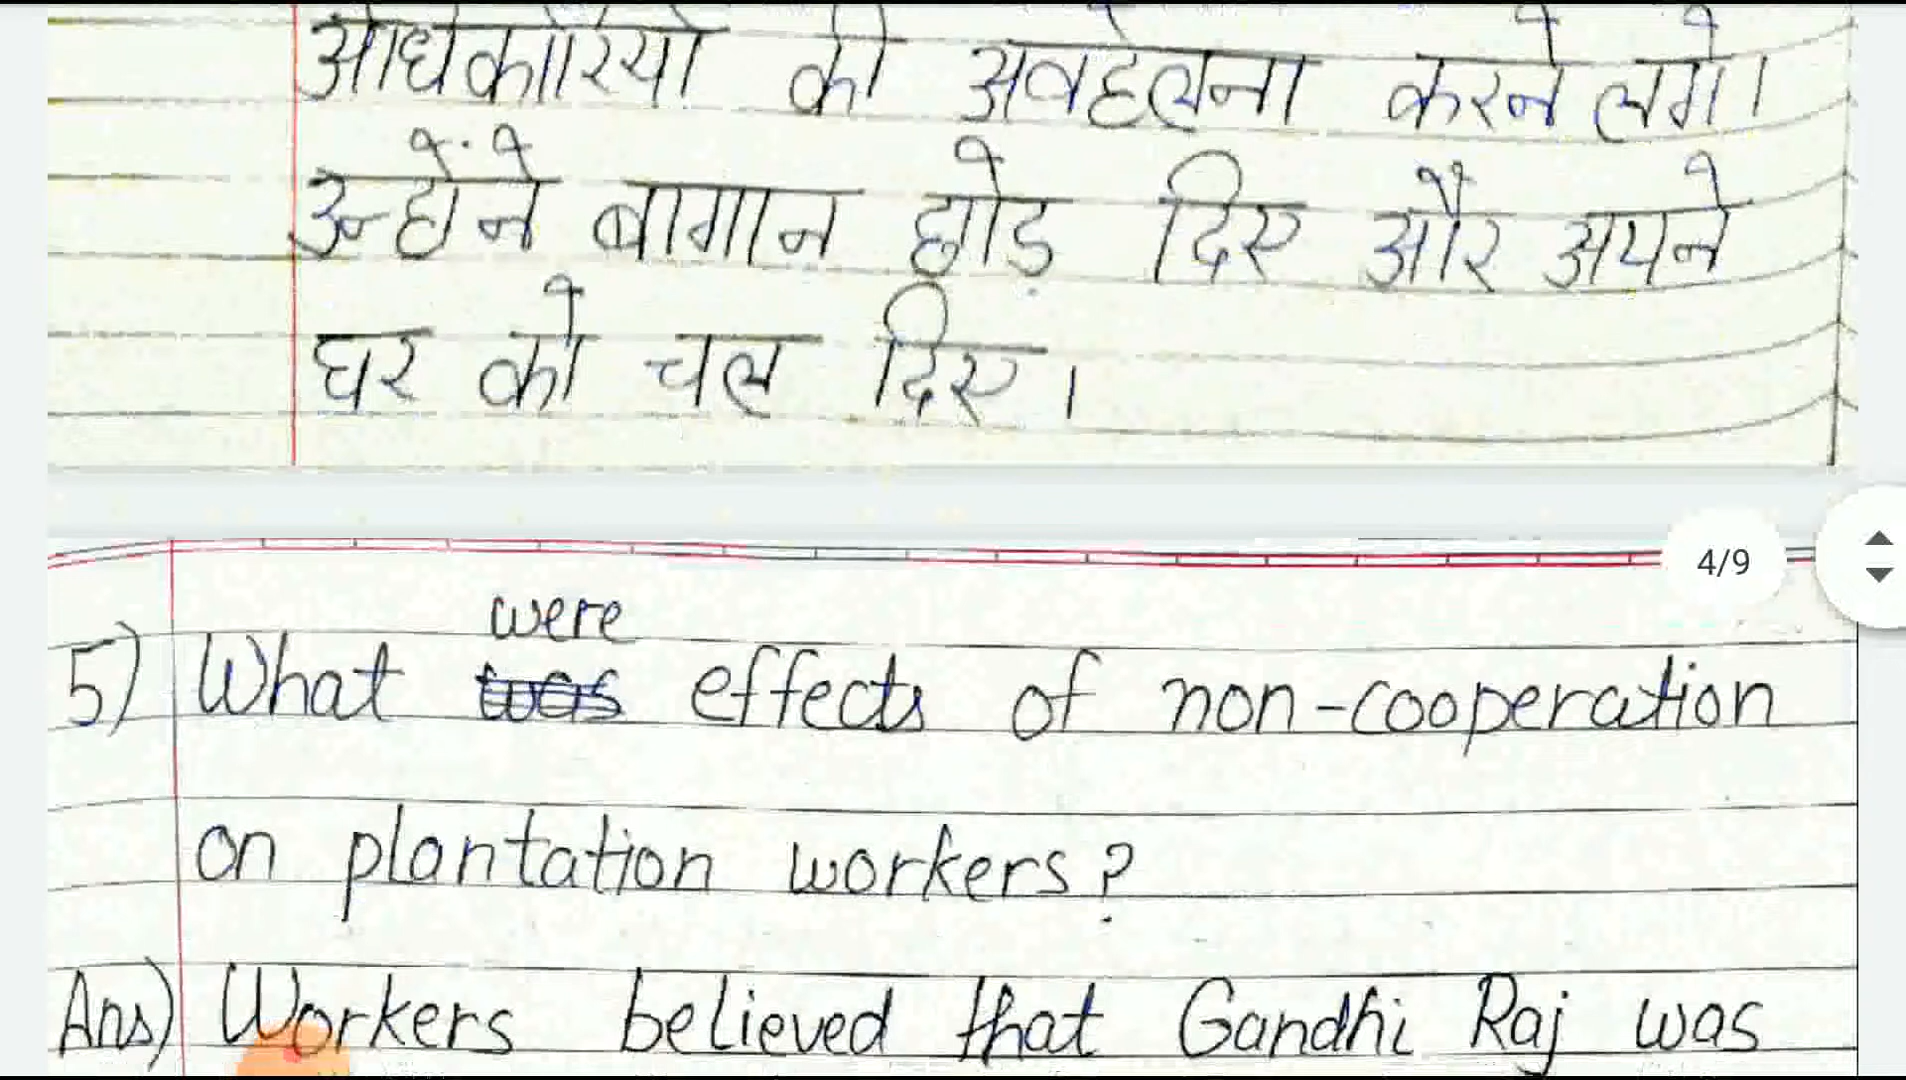 अधिकारियों की अवहेलना करने लगे।
उन्होंने बागान छोड़ दिए और अपने
घर को चल दिए।
4/9
were
5) What was effects of non-cooperation
on plantation workers?
Ans) Workers believed that Gandhi Raj was